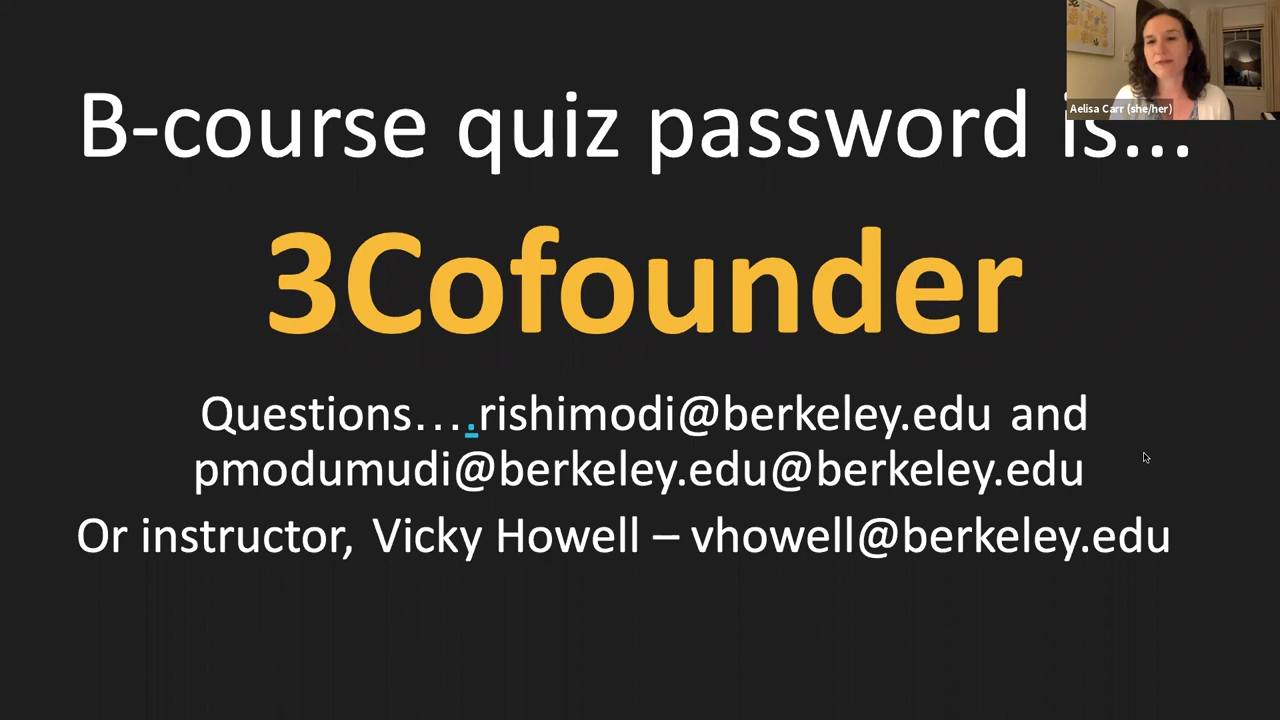 B-course quiz password is...
Aelisa Carr (she/her)
3Cofounder
Questions.....rishimodi@berkeley.edu and
pmodumudi@berkeley.edu@berkeley.edu
Or instructor, Vicky Howell – vhowell@berkeley.edu